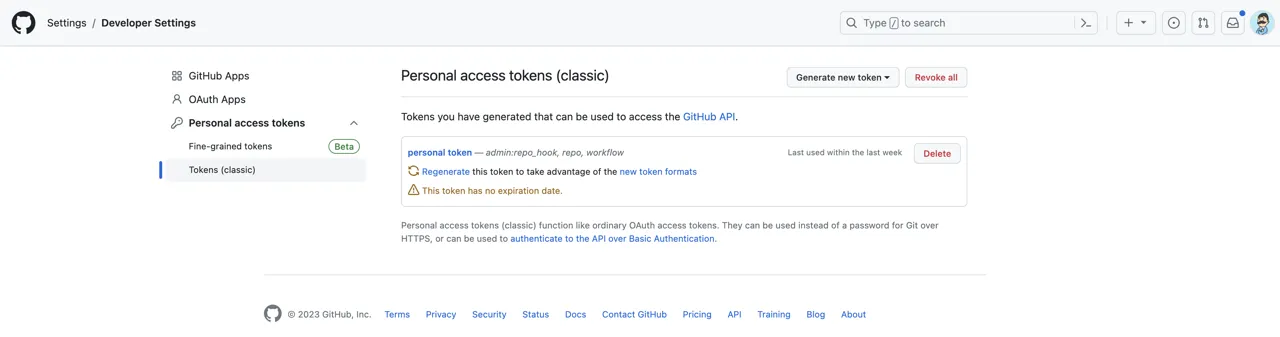 Settings / Developer Settings
Type / to search
GitHub Apps
OAuth Apps
Personal access tokens
Fine-grained tokens Beta
Tokens (classic)
Personal access tokens (classic)
Generate new token
Revoke all
Tokens you have generated that can be used to access the GitHub API.
personal token — admin:repo_hook, repo, workflow
Last used within the last week
Delete
Regenerate this token to take advantage of the new token formats
This token has no expiration date.
Personal access tokens (classic) function like ordinary OAuth access tokens. They can be used instead of a password for Git over
HTTPS, or can be used to authenticate to the API over Basic Authentication.
© 2023 GitHub, Inc. Terms Privacy Security Status Docs Contact GitHub Pricing API Training Blog About